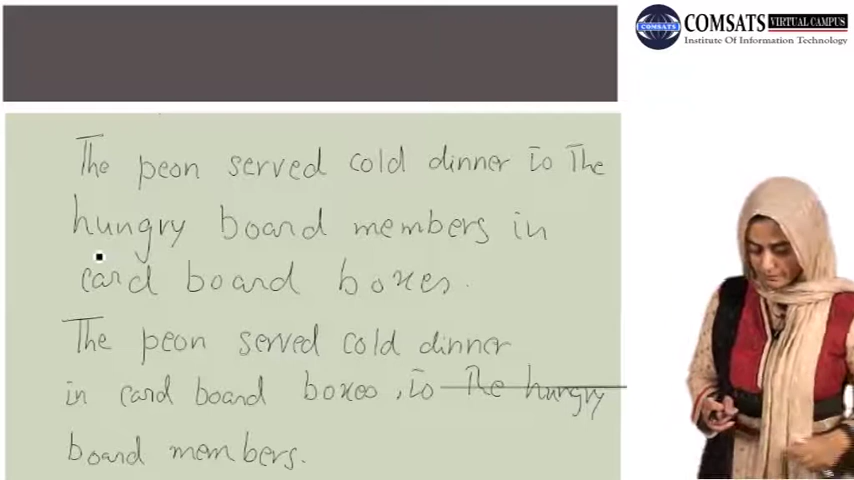 COMSATS VIRTUAL CAMPUS
COMSATS Institute Of Information Technology
The peon served cold dinner to The
hungry board members in
card board boxes.
The peon served cold dinner
in card board boxes, to The hungry
board members.